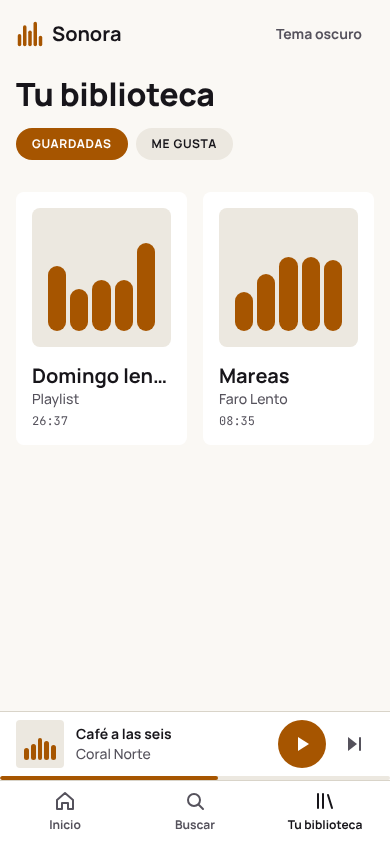 Sonora
Tema oscuro
Tu biblioteca
GUARDADAS
ME GUSTA
Domingo len...
Playlist
26:37
Mareas
Faro Lento
08:35
Café a las seis
Coral Norte
Inicio
Buscar
Tu biblioteca